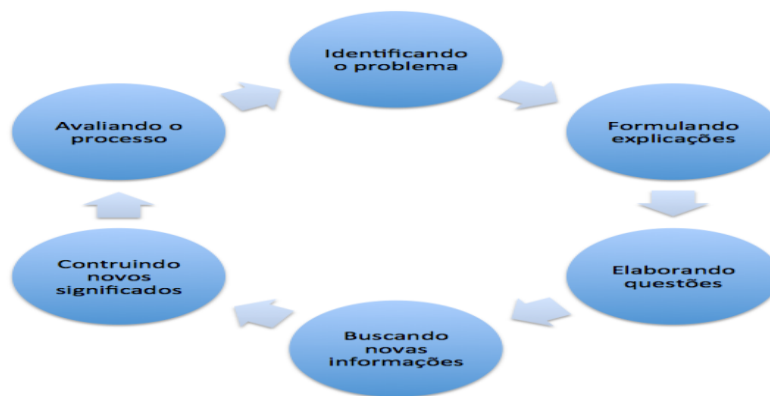 Identificando
o problema
Formulando
explicações
Elaborando
questões
Buscando
novas
informações
Contruindo
novos
significados
Avaliando o
processo